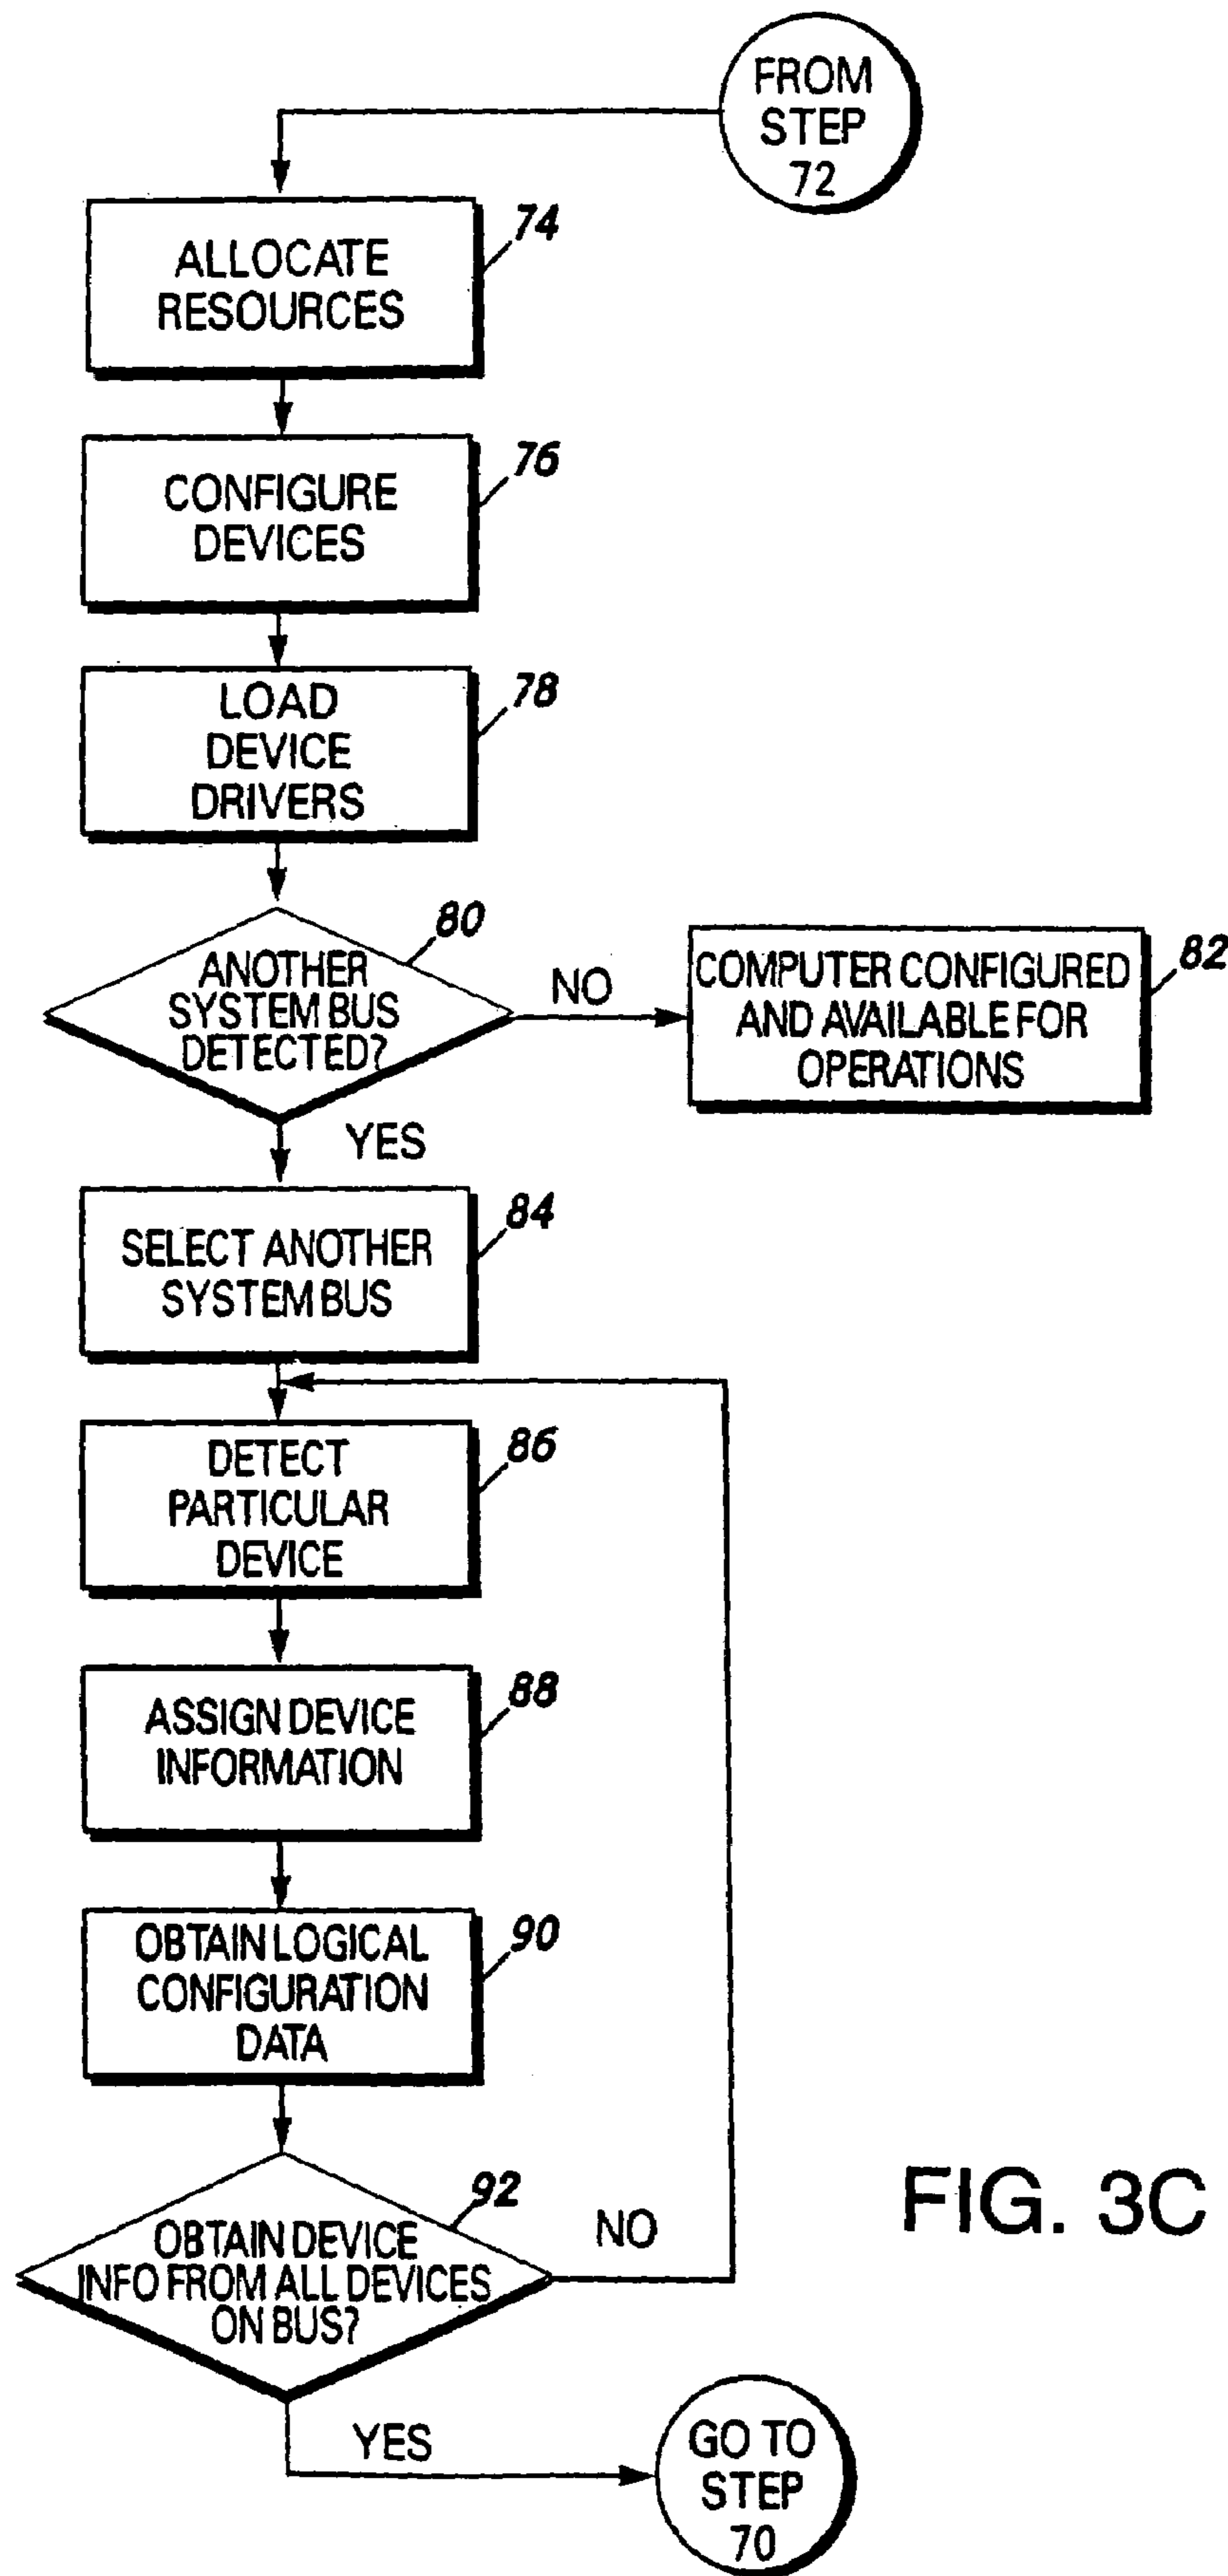 FROM
STEP
72
74
ALLOCATE
RESOURCES
76
CONFIGURE
DEVICES
78
LOAD
DEVICE
DRIVERS
80
ANOTHER
SYSTEM BUS
DETECTED?
NO
82
COMPUTER CONFIGURED
AND AVAILABLE FOR
OPERATIONS
YES
84
SELECT ANOTHER
SYSTEM BUS
86
DETECT
PARTICULAR
DEVICE
88
ASSIGN DEVICE
INFORMATION
90
OBTAIN LOGICAL
CONFIGURATION
DATA
92
OBTAIN DEVICE
INFO FROM ALL DEVICES
ON BUS?
NO
FIG. 3C
YES
GO TO
STEP
70